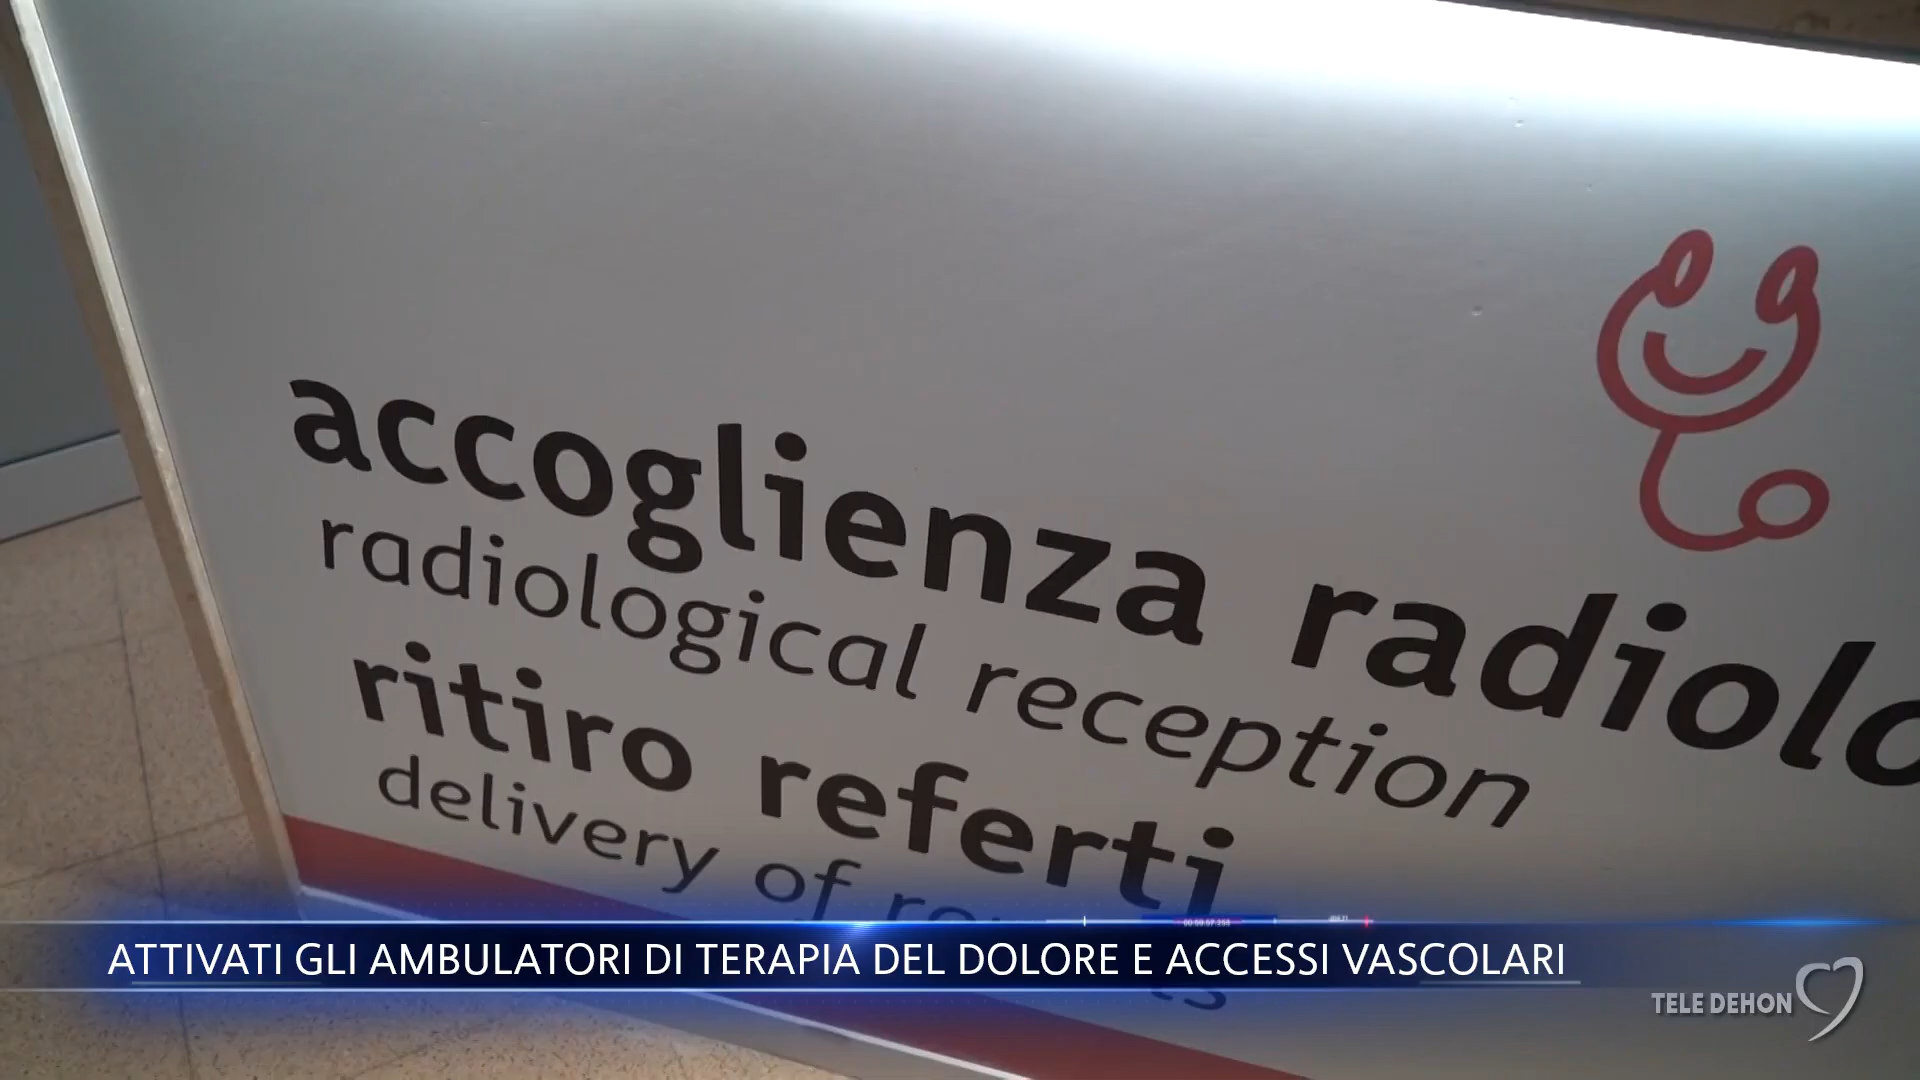 accoglienza radiolo
radiological reception
ritiro referti
delivery of
ATTIVATI GLI AMBULATORI DI TERAPIA DEL DOLORE E ACCESSI VASCOLARI
TELE DEHON